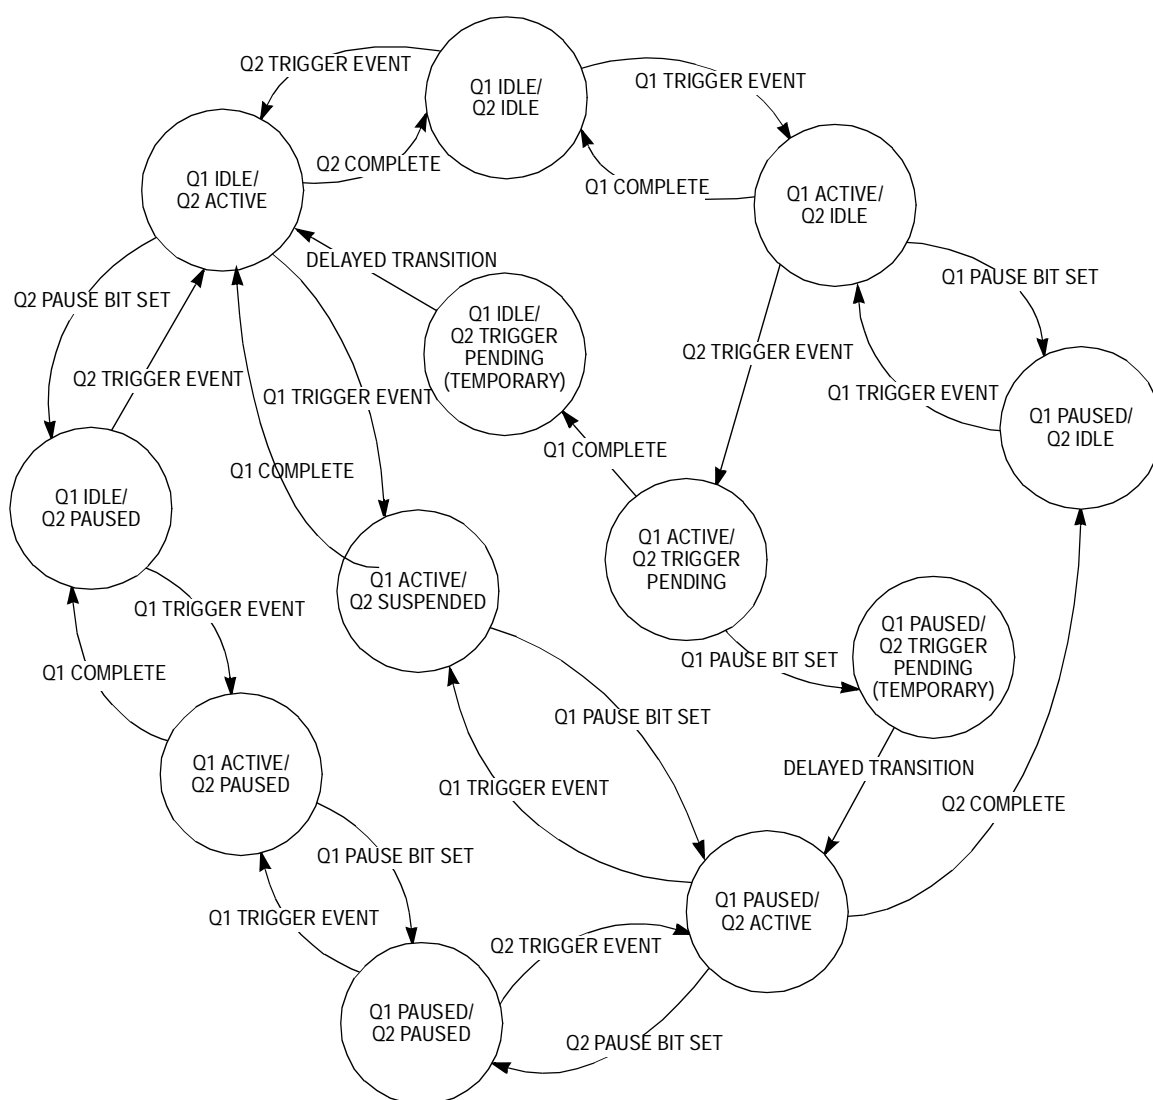 Q2 TRIGGER EVENT
Q1 IDLE/
Q2 IDLE
Q1 TRIGGER EVENT
Q2 COMPLETE
Q1 COMPLETE
Q1 IDLE/
Q2 ACTIVE
Q1 ACTIVE/
Q2 IDLE
DELAYED TRANSITION
Q1 PAUSE BIT SET
Q2 PAUSE BIT SET
Q1 IDLE/
Q2 TRIGGER
PENDING
(TEMPORARY)
Q2 TRIGGER EVENT
Q2 TRIGGER EVENT
Q1 TRIGGER EVENT
Q1 TRIGGER EVENT
Q1 PAUSED/
Q2 IDLE
Q1 COMPLETE
Q1 COMPLETE
Q1 IDLE/
Q2 PAUSED
Q1 ACTIVE/
Q2 TRIGGER
PENDING
Q1 ACTIVE/
Q2 SUSPENDED
Q1 TRIGGER EVENT
Q1 PAUSED/
Q2 TRIGGER
PENDING
(TEMPORARY)
Q1 PAUSE BIT SET
Q1 COMPLETE
Q1 PAUSE BIT SET
Q1 ACTIVE/
Q2 PAUSED
Q1 TRIGGER EVENT
DELAYED TRANSITION
Q2 COMPLETE
Q1 PAUSE BIT SET
Q1 PAUSED/
Q2 ACTIVE
Q1 TRIGGER EVENT
Q2 TRIGGER EVENT
Q1 PAUSED/
Q2 PAUSED
Q2 PAUSE BIT SET